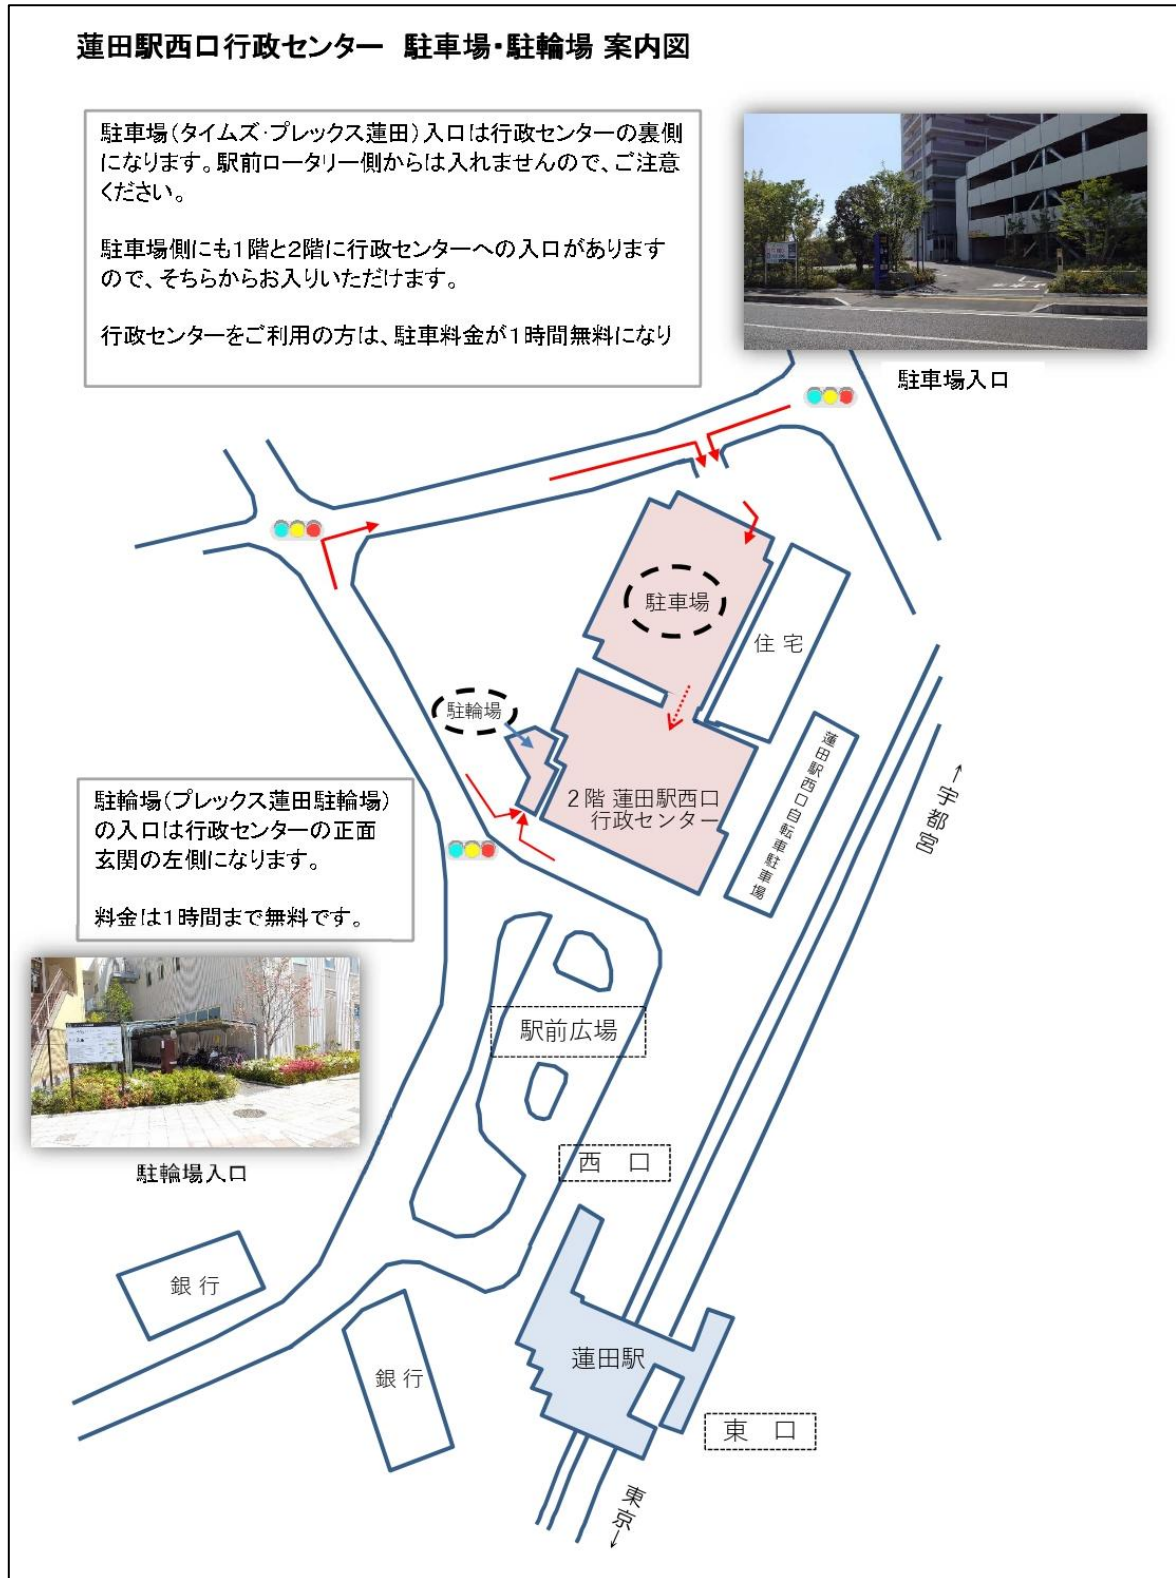 蓮田駅西口行政センター 駐車場・駐輪場 案内図
駐車場（タイムズ・プレックス蓮田）入口は行政センターの裏側
になります。駅前ロータリー側からは入れませんので、ご注意
ください。
駐車場側にも１階と２階に行政センターへの入口があります
ので、そちらからお入りいただけます。
行政センターをご利用の方は、駐車料金が１時間無料になり
駐車場入口
駐車場
住宅
駐輪場
２階 蓮田駅西口
行政センター
蓮田駅西口自転車駐車場
←宇都宮
駐輪場（プレックス蓮田駐輪場）
の入口は行政センターの正面
玄関の左側になります。
料金は１時間まで無料です。
駅前広場
西 口
駐輪場入口
銀行
銀行
蓮田駅
東 口
東京→